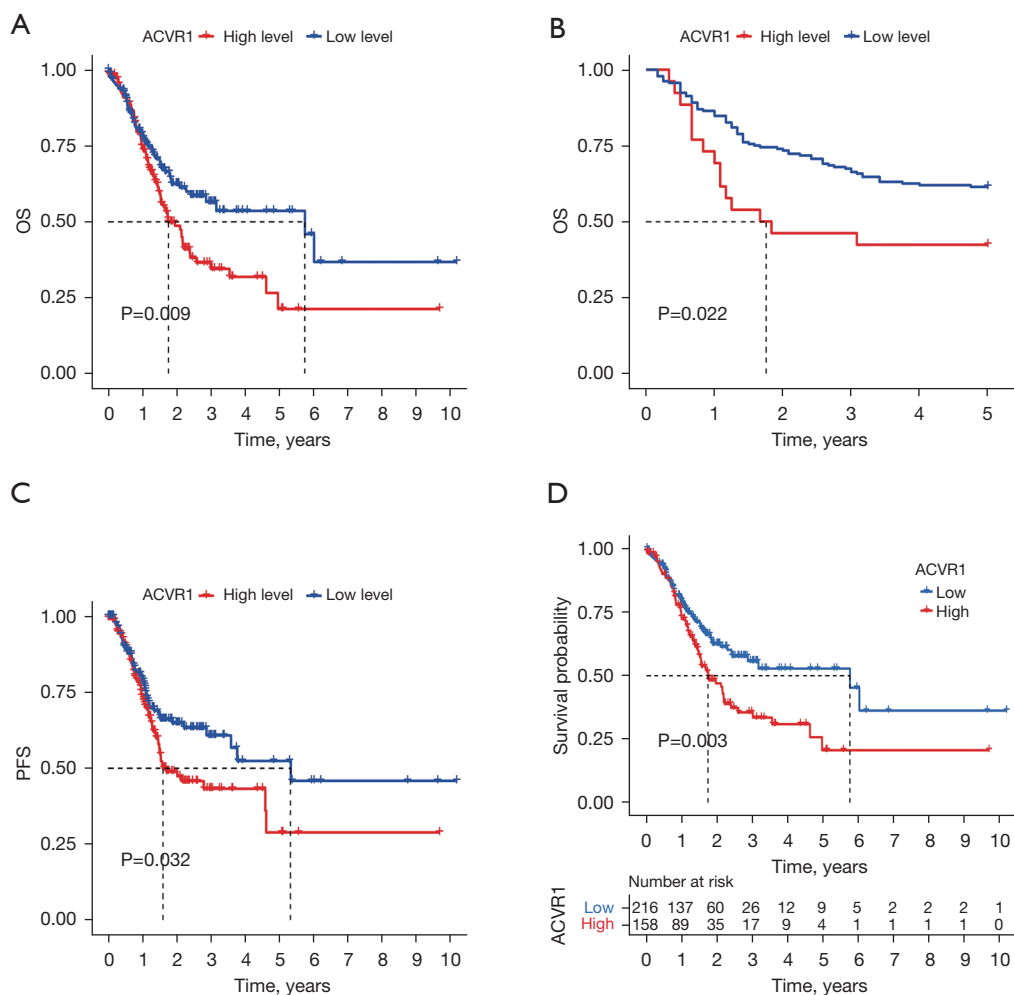 A
ACVR1 High level Low level
1.00
0.75
0.50
0.25
0.00
OS
P=0.009
0 1 2 3 4 5 6 7 8 9 10
Time, years
B
ACVR1 High level Low level
1.00
0.75
0.50
0.25
0.00
OS
P=0.022
0 1 2 3 4 5
Time, years
C
ACVR1 High level Low level
1.00
0.75
0.50
0.25
0.00
PFS
P=0.032
0 1 2 3 4 5 6 7 8 9 10
Time, years
D
ACVR1
Low
High
1.00
0.75
0.50
0.25
0.00
Survival probability
P=0.003
0 1 2 3 4 5 6 7 8 9 10
Time, years
Number at risk
ACVR1
Low 216 137 60 26 12 9 5 2 2 2 1
High 158 89 35 17 9 4 1 1 1 1 0
0 1 2 3 4 5 6 7 8 9 10
Time, years